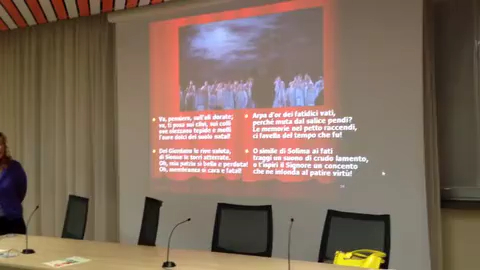 Va, pensiero, sull'ali dorate;
va, ti posa sui clivi, sui colli
ove olezzano tepide e molli
l'aure dolci del suolo natal!
Del Giordano le rive saluta,
di Sionne le torri atterrate.
Oh, mia patria sì bella e perduta!
Oh, membranza sì cara e fatal!
Arpa d'or dei fatidici vati,
perché muta dal salice pendi?
Le memorie nel petto raccendi,
ci favella del tempo che fu!
O simile di Solima ai fati
traggi un suono di crudo lamento,
o t'ispiri il Signore un concento
che ne infonda al patire virtù!